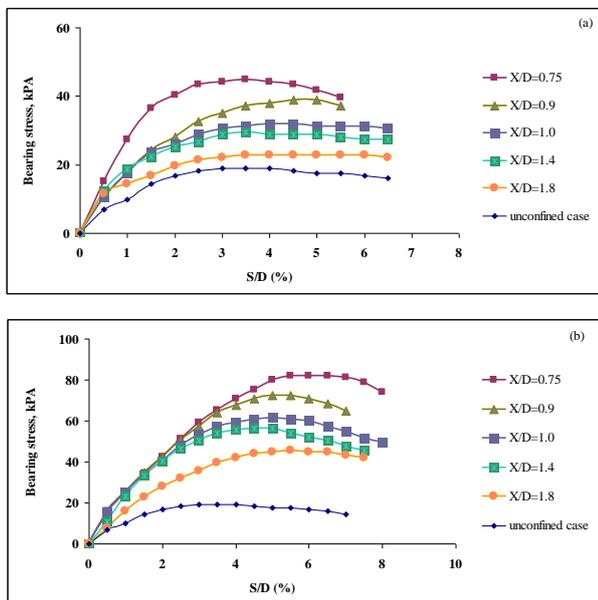 (a)
60
40
20
0
Bearing stress, kPA
0 1 2 3 4 5 6 7 8
S/D (%)
X/D=0.75
X/D=0.9
X/D=1.0
X/D=1.4
X/D=1.8
unconfined case
(b)
100
80
60
40
20
0
Bearing stress, kPA
0 2 4 6 8 10
S/D (%)
X/D=0.75
X/D=0.9
X/D=1.0
X/D=1.4
X/D=1.8
unconfined case